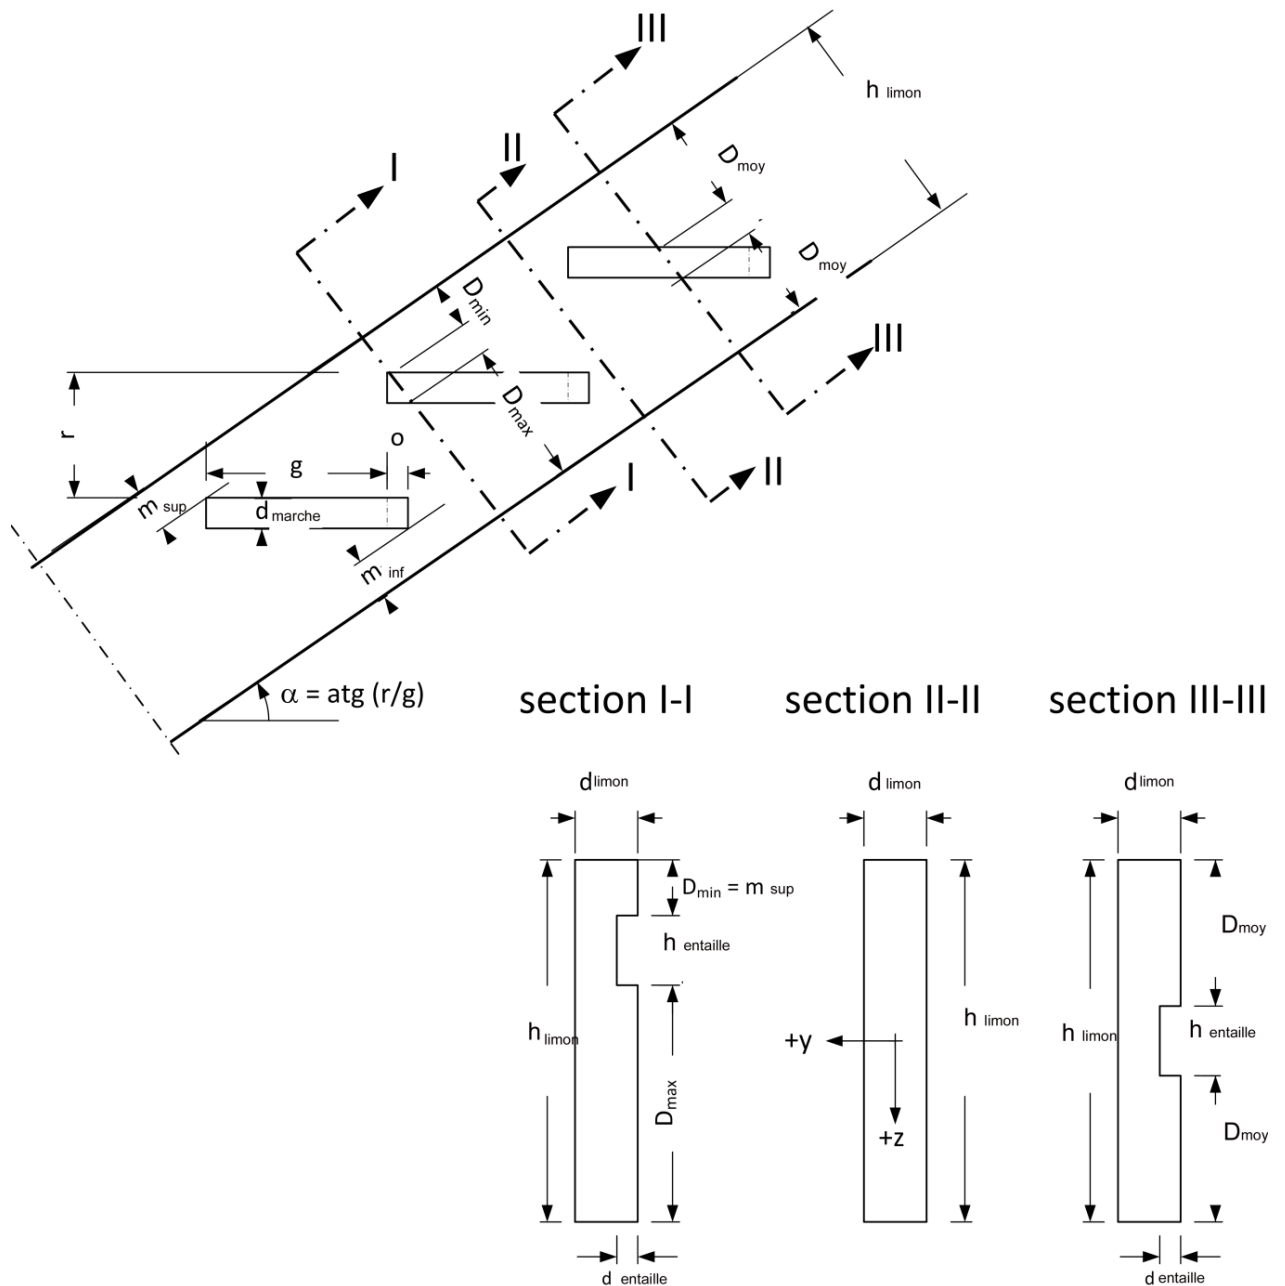 III
h limon
II
I
D moy
D moy
D min
III
D max
r
o
g
II
I
m sup
d marche
m inf
α = atg (r/g)
section I-I
section II-II
section III-III
d limon
d limon
d limon
D min = m sup
h entaille
D moy
h limon
h limon
h limon
h entaille
+y
D max
+z
D moy
d entaille
d entaille